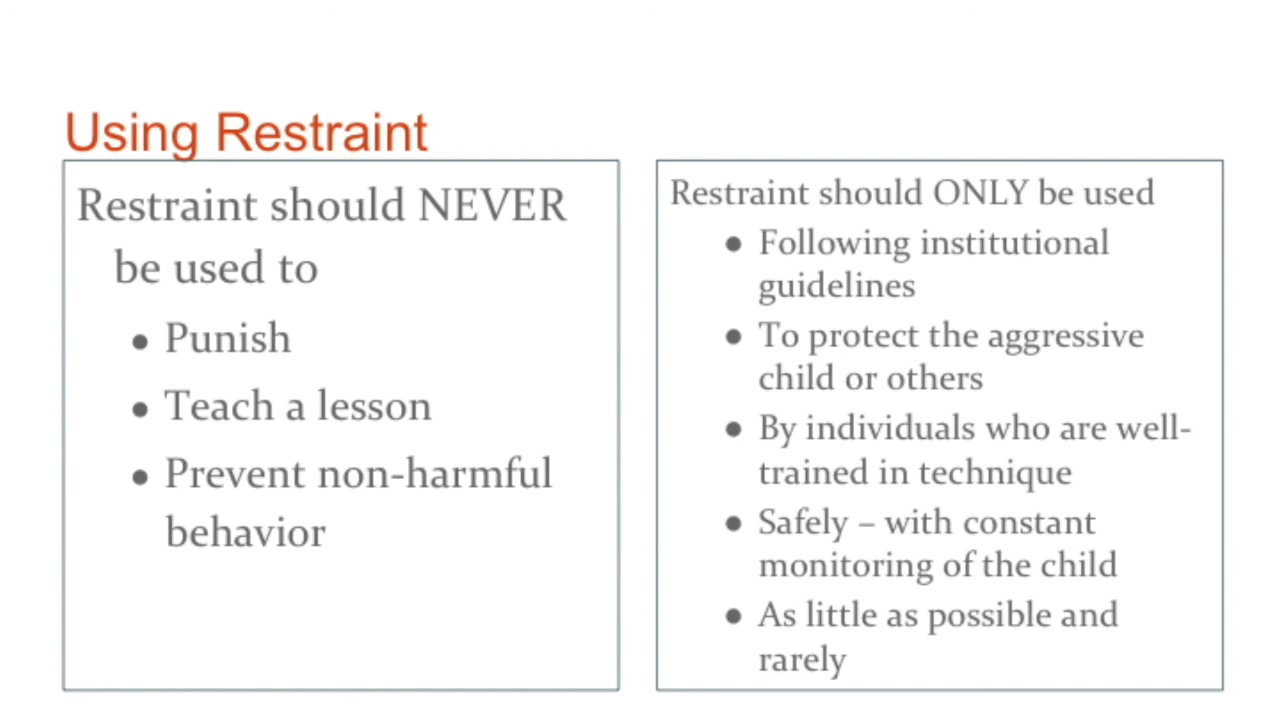 Using Restraint
Restraint should NEVER
be used to
• Punish
• Teach a lesson
• Prevent non-harmful
behavior
Restraint should ONLY be used
• Following institutional
guidelines
• To protect the aggressive
child or others
• By individuals who are well-
trained in technique
• Safely – with constant
monitoring of the child
• As little as possible and
rarely